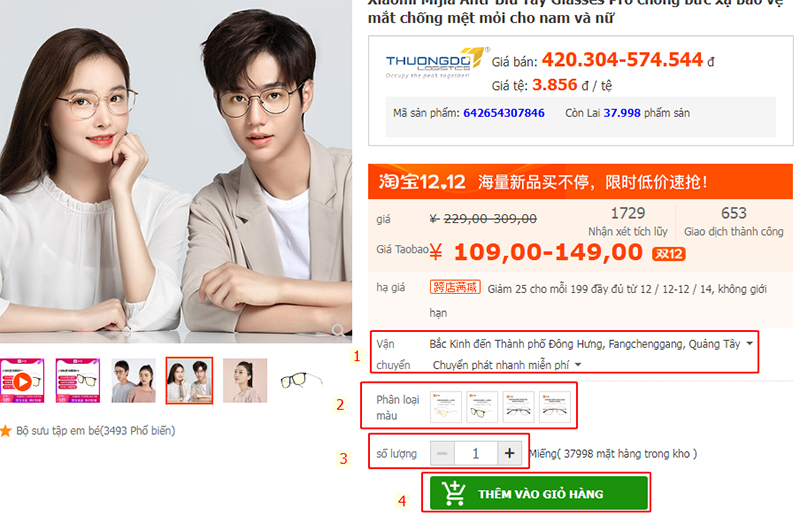 Xiaomi Mijia Anti-Blu Ray Glasses Pro chống bức xạ bảo vệ
mắt chống mệt mỏi cho nam và nữ
THUONGDO
LOGISTICS
Occupy the peak together!
Giá bán: 420.304-574.544 đ
Giá tệ: 3.856 đ / tệ
Mã sản phẩm: 642654307846 Còn Lai 37.998 phẩm sản
淘宝12.12 海量新品买不停，限时低价速抢！
giá ¥ 229,00-309,00
1729
Nhận xét tích lũy
653
Giao dịch thành công
Giá Taobao ¥ 109,00-149,00 双12
hạ giá 跨店满减 Giảm 25 cho mỗi 199 đầy đủ từ 12 / 12-12 / 14, không giới
hạn
1
Vận
chuyển
Bắc Kinh đến Thành phố Đông Hưng, Fangchenggang, Quảng Tây
Chuyển phát nhanh miễn phí
2
Phân loại
màu
Bộ sưu tập em bé(3493 Phổ biến)
3
số lượng − 1 + Miếng( 37998 mặt hàng trong kho )
4
THÊM VÀO GIỎ HÀNG